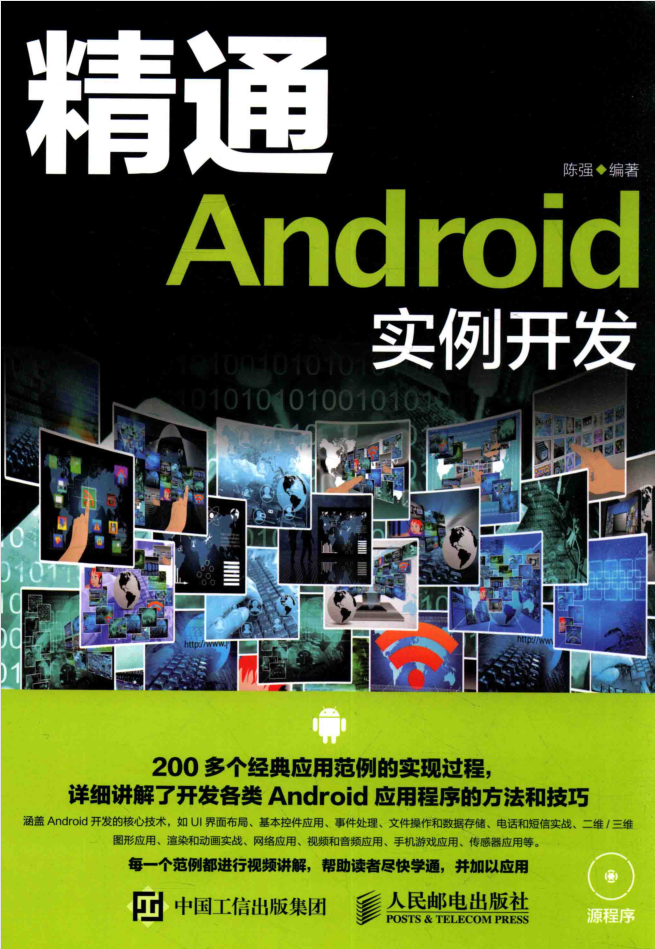 精通
陈强◆编著
Android
实例开发
200 多个经典应用范例的实现过程，
详细讲解了开发各类 Android 应用程序的方法和技巧
涵盖 Android 开发的核心技术，如 UI 界面布局、基本控件应用、事件处理、文件操作和数据存储、电话和短信实战、二维 / 三维
图形应用、渲染和动画实战、网络应用、视频和音频应用、手机游戏应用、传感器应用等。
每一个范例都进行视频讲解，帮助读者尽快学通，并加以应用
中国工信出版集团
人民邮电出版社
POSTS & TELECOM PRESS
源程序